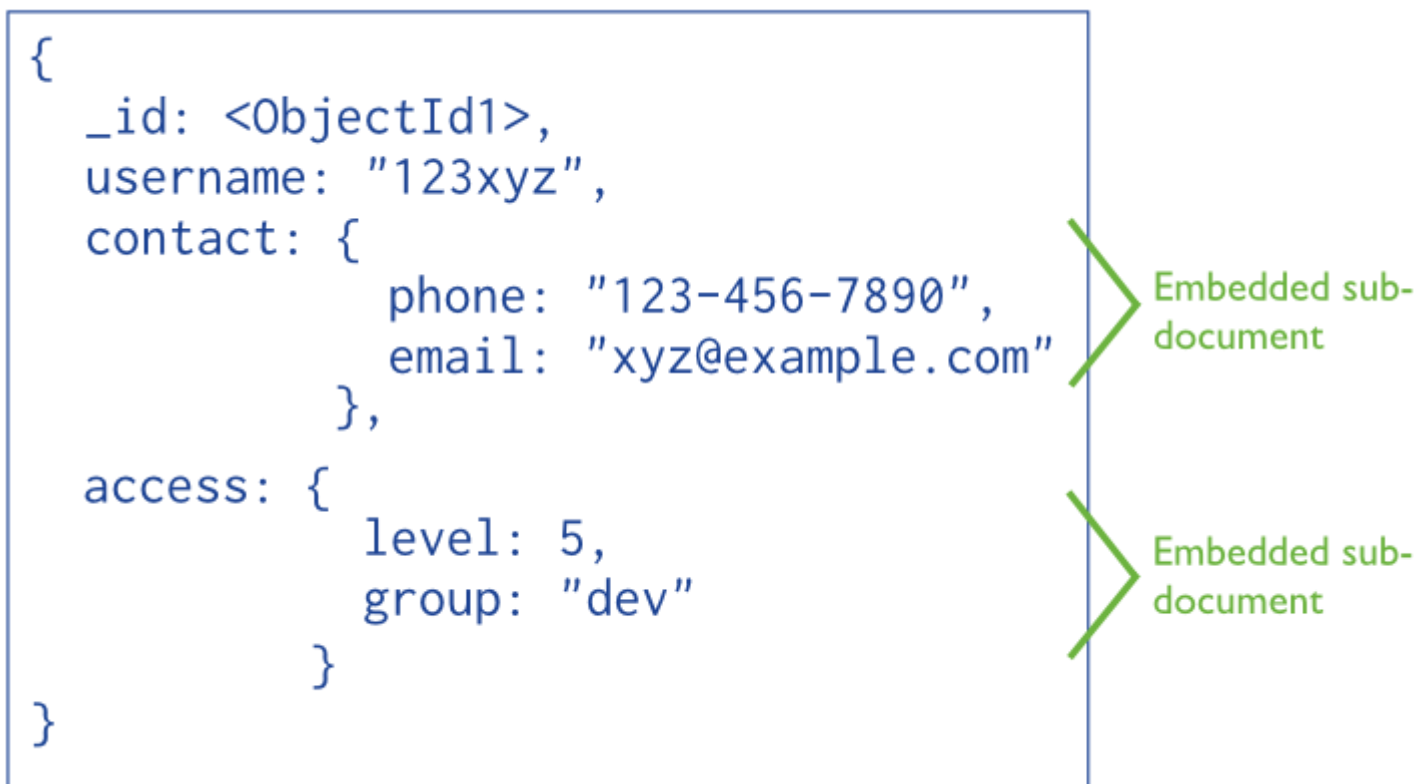 {
_id: <ObjectId1>,
username: "123xyz",
contact: {
phone: "123-456-7890",
email: "xyz@example.com"
},
access: {
level: 5,
group: "dev"
}
}
Embedded sub-
document
Embedded sub-
document